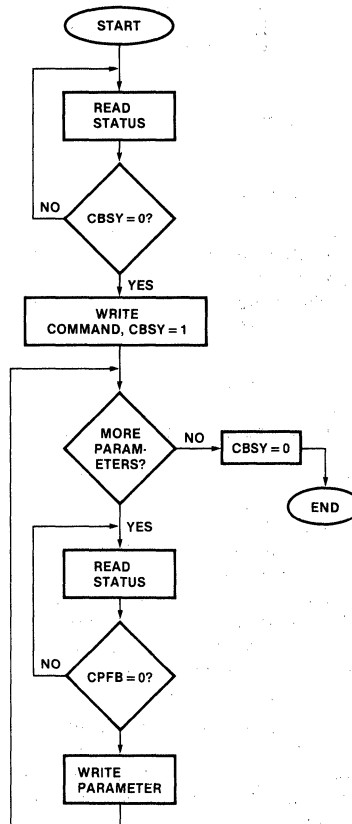 START
READ
STATUS
NO
CBSY = 0?
YES
WRITE
COMMAND, CBSY = 1
MORE
PARAM-
ETERS?
NO
CBSY = 0
END
YES
READ
STATUS
NO
CPFB = 0?
WRITE
PARAMETER